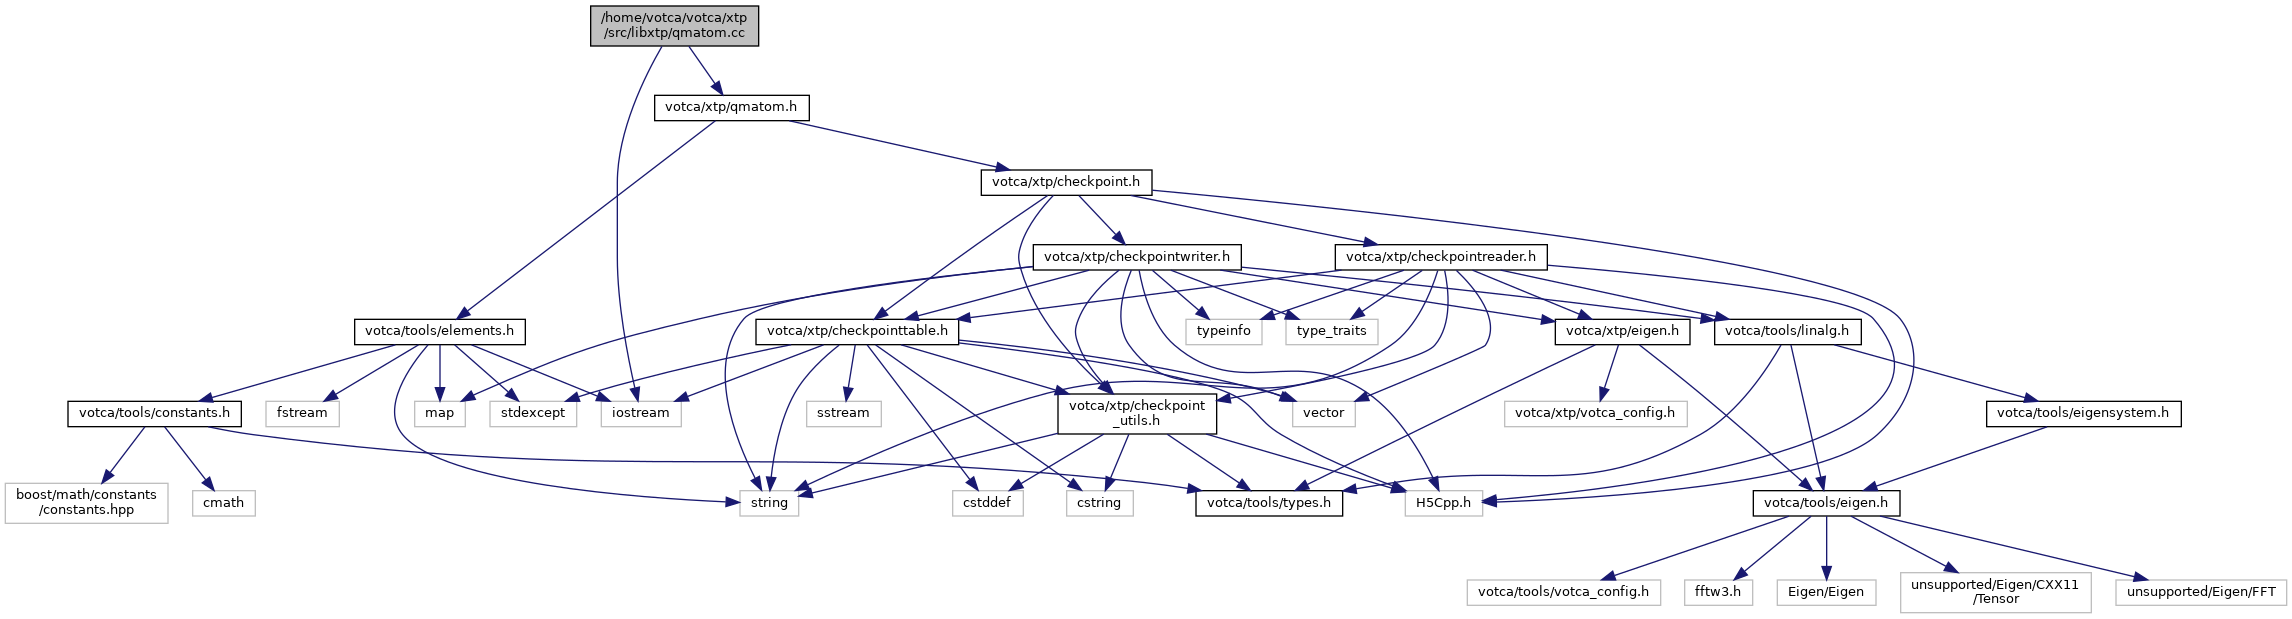 /home/votca/votca/xtp
/src/libxtp/qmatom.cc
votca/xtp/qmatom.h
votca/xtp/checkpoint.h
votca/xtp/checkpointwriter.h
votca/xtp/checkpointreader.h
votca/tools/elements.h
votca/xtp/checkpointtable.h
typeinfo
type_traits
votca/xtp/eigen.h
votca/tools/linalg.h
votca/tools/constants.h
fstream
map
stdexcept
iostream
sstream
votca/xtp/checkpoint
_utils.h
vector
votca/xtp/votca_config.h
votca/tools/eigensystem.h
boost/math/constants
/constants.hpp
cmath
string
cstddef
cstring
votca/tools/types.h
H5Cpp.h
votca/tools/eigen.h
votca/tools/votca_config.h
fftw3.h
Eigen/Eigen
unsupported/Eigen/CXX11
/Tensor
unsupported/Eigen/FFT